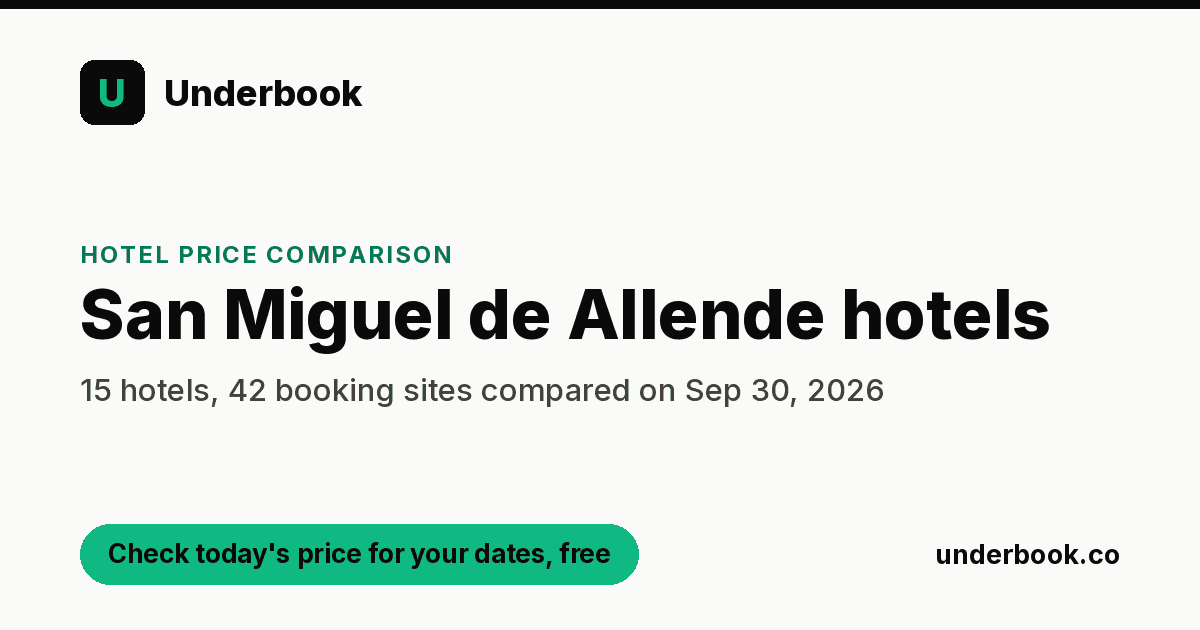 U Underbook
HOTEL PRICE COMPARISON
San Miguel de Allende hotels
15 hotels, 42 booking sites compared on Sep 30, 2026
Check today's price for your dates, free
underbook.co